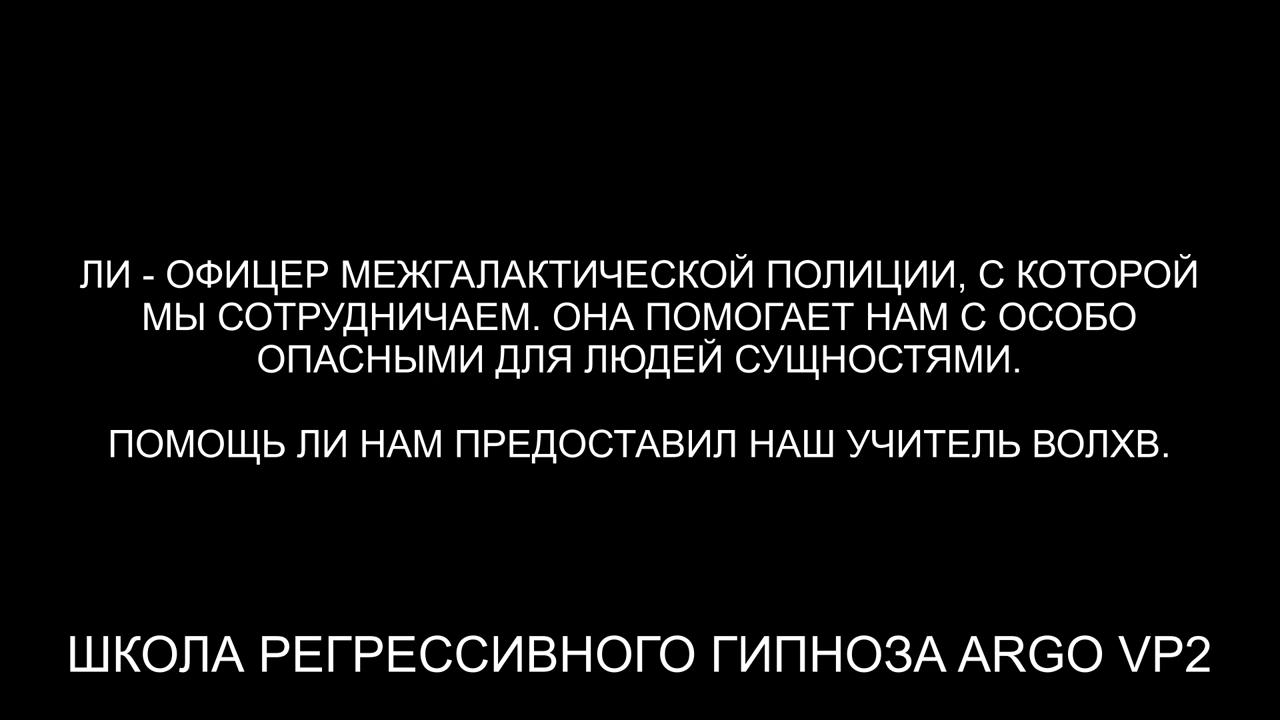 ЛИ - ОФИЦЕР МЕЖГАЛАКТИЧЕСКОЙ ПОЛИЦИИ, С КОТОРОЙ
МЫ СОТРУДНИЧАЕМ. ОНА ПОМОГАЕТ НАМ С ОСОБО
ОПАСНЫМИ ДЛЯ ЛЮДЕЙ СУЩНОСТЯМИ.
ПОМОЩЬ ЛИ НАМ ПРЕДОСТАВИЛ НАШ УЧИТЕЛЬ ВОЛХВ.
ШКОЛА РЕГРЕССИВНОГО ГИПНОЗА ARGO VP2